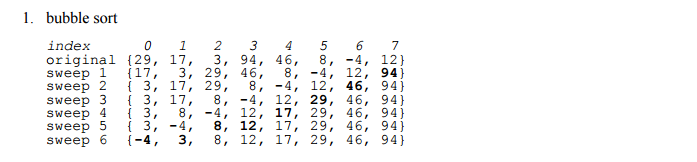 1. bubble sort
index 0 1 2 3 4 5 6 7
original {29, 17, 3, 94, 46, 8, -4, 12}
sweep 1 {17, 3, 29, 46, 8, -4, 12, 94}
sweep 2 { 3, 17, 29, 8, -4, 12, 46, 94}
sweep 3 { 3, 17, 8, -4, 12, 29, 46, 94}
sweep 4 { 3, 8, -4, 12, 17, 29, 46, 94}
sweep 5 { 3, -4, 8, 12, 17, 29, 46, 94}
sweep 6 {-4, 3, 8, 12, 17, 29, 46, 94}